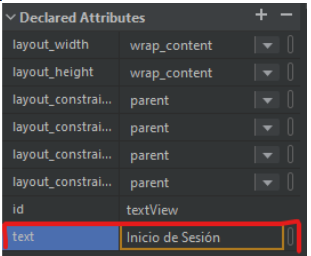 Declared Attributes
layout_width wrap_content
layout_height wrap_content
layout_constrai... parent
layout_constrai... parent
layout_constrai... parent
layout_constrai... parent
id textView
text Inicio de Sesión